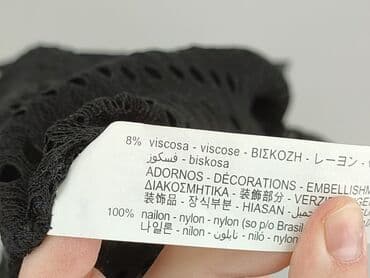 8% viscosa - viscose - ΒΙΣΚΟΖΗ - レーヨン -
فسكوز - biskosa
ADORNOS - DÉCORATIONS - EMBELLISHM
ΔΙΑΚΟΣΜΗΤΙΚΑ - 装飾部分 - VERZIE
装饰品 - 장식부분 - HIASAN - تجميل
100% nailon - nylon - nylon (so p/o Brasil
나일론 - nilon - نايلون - niló - nylon